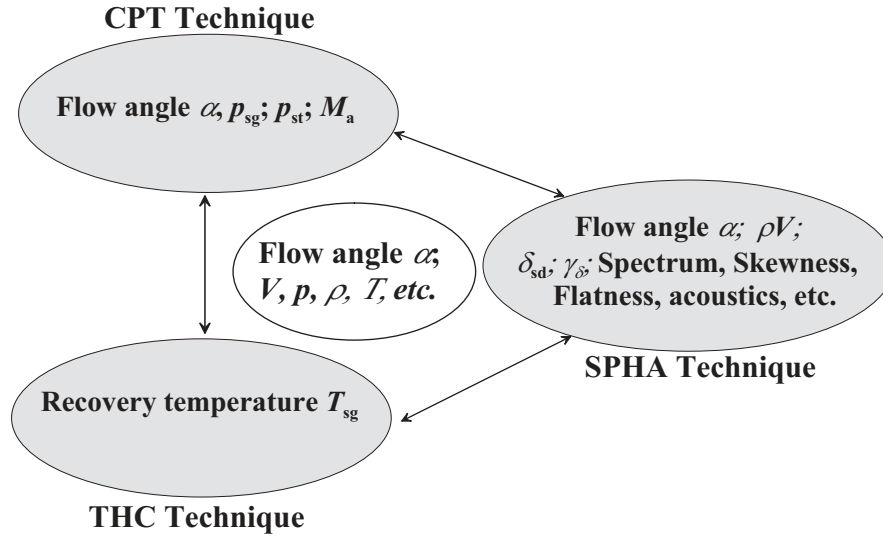 CPT Technique
Flow angle α, p_sg; p_st; M_a
Flow angle α;
V, p, ρ, T, etc.
Flow angle α; ρV;
δ_sd; γ_δ; Spectrum, Skewness,
Flatness, acoustics, etc.
SPHA Technique
Recovery temperature T_sg
THC Technique